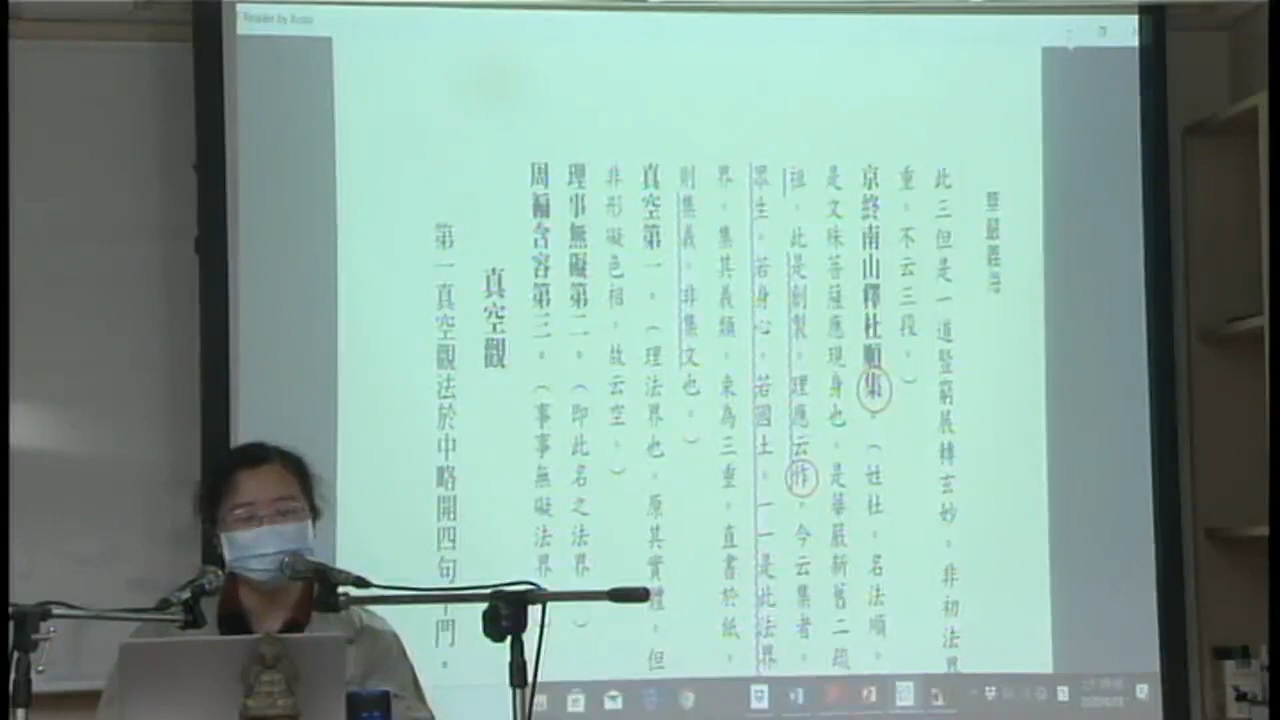 Reader by Xodo
華嚴經海
此三但是一道豎窮展轉玄妙。非初法界
重。不云三段。）
京終南山釋杜順集。（姓杜。名法順。
是文殊菩薩應現身也。是華嚴新舊二疏
祖。此是創製。理應云作。今云集者。
眾生。若身心。若國土。一一是此法界
界。集其義類。束為三重。直書於紙。
則集義。非集文也。）
真空第一。（理法界也。原其實體。但
非形礙色相。故云空。）
理事無礙第二。（即此名之法界）
周遍含容第三。（事事無礙法界
真空觀
第一真空觀法於中略開四句十門。